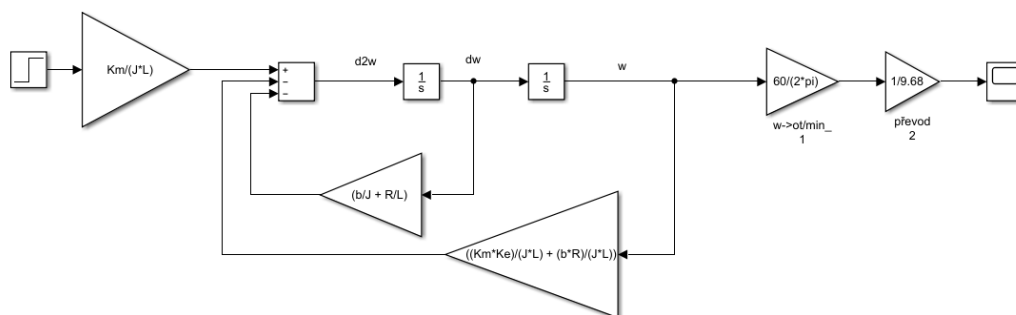 Km/(J*L)
+
−
−
d2w
1
s
dw
1
s
w
60/(2*pi)
w->ot/min_
1
1/9.68
převod
2
(b/J + R/L)
((Km*Ke)/(J*L) + (b*R)/(J*L))